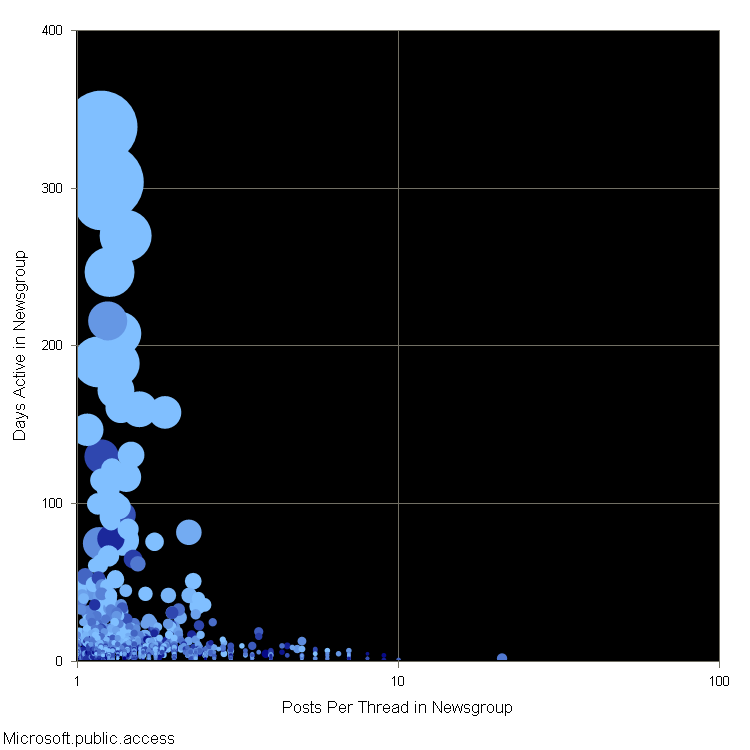 400
300
200
100
0
Days Active in Newsgroup
1
10
100
Posts Per Thread in Newsgroup
Microsoft.public.access